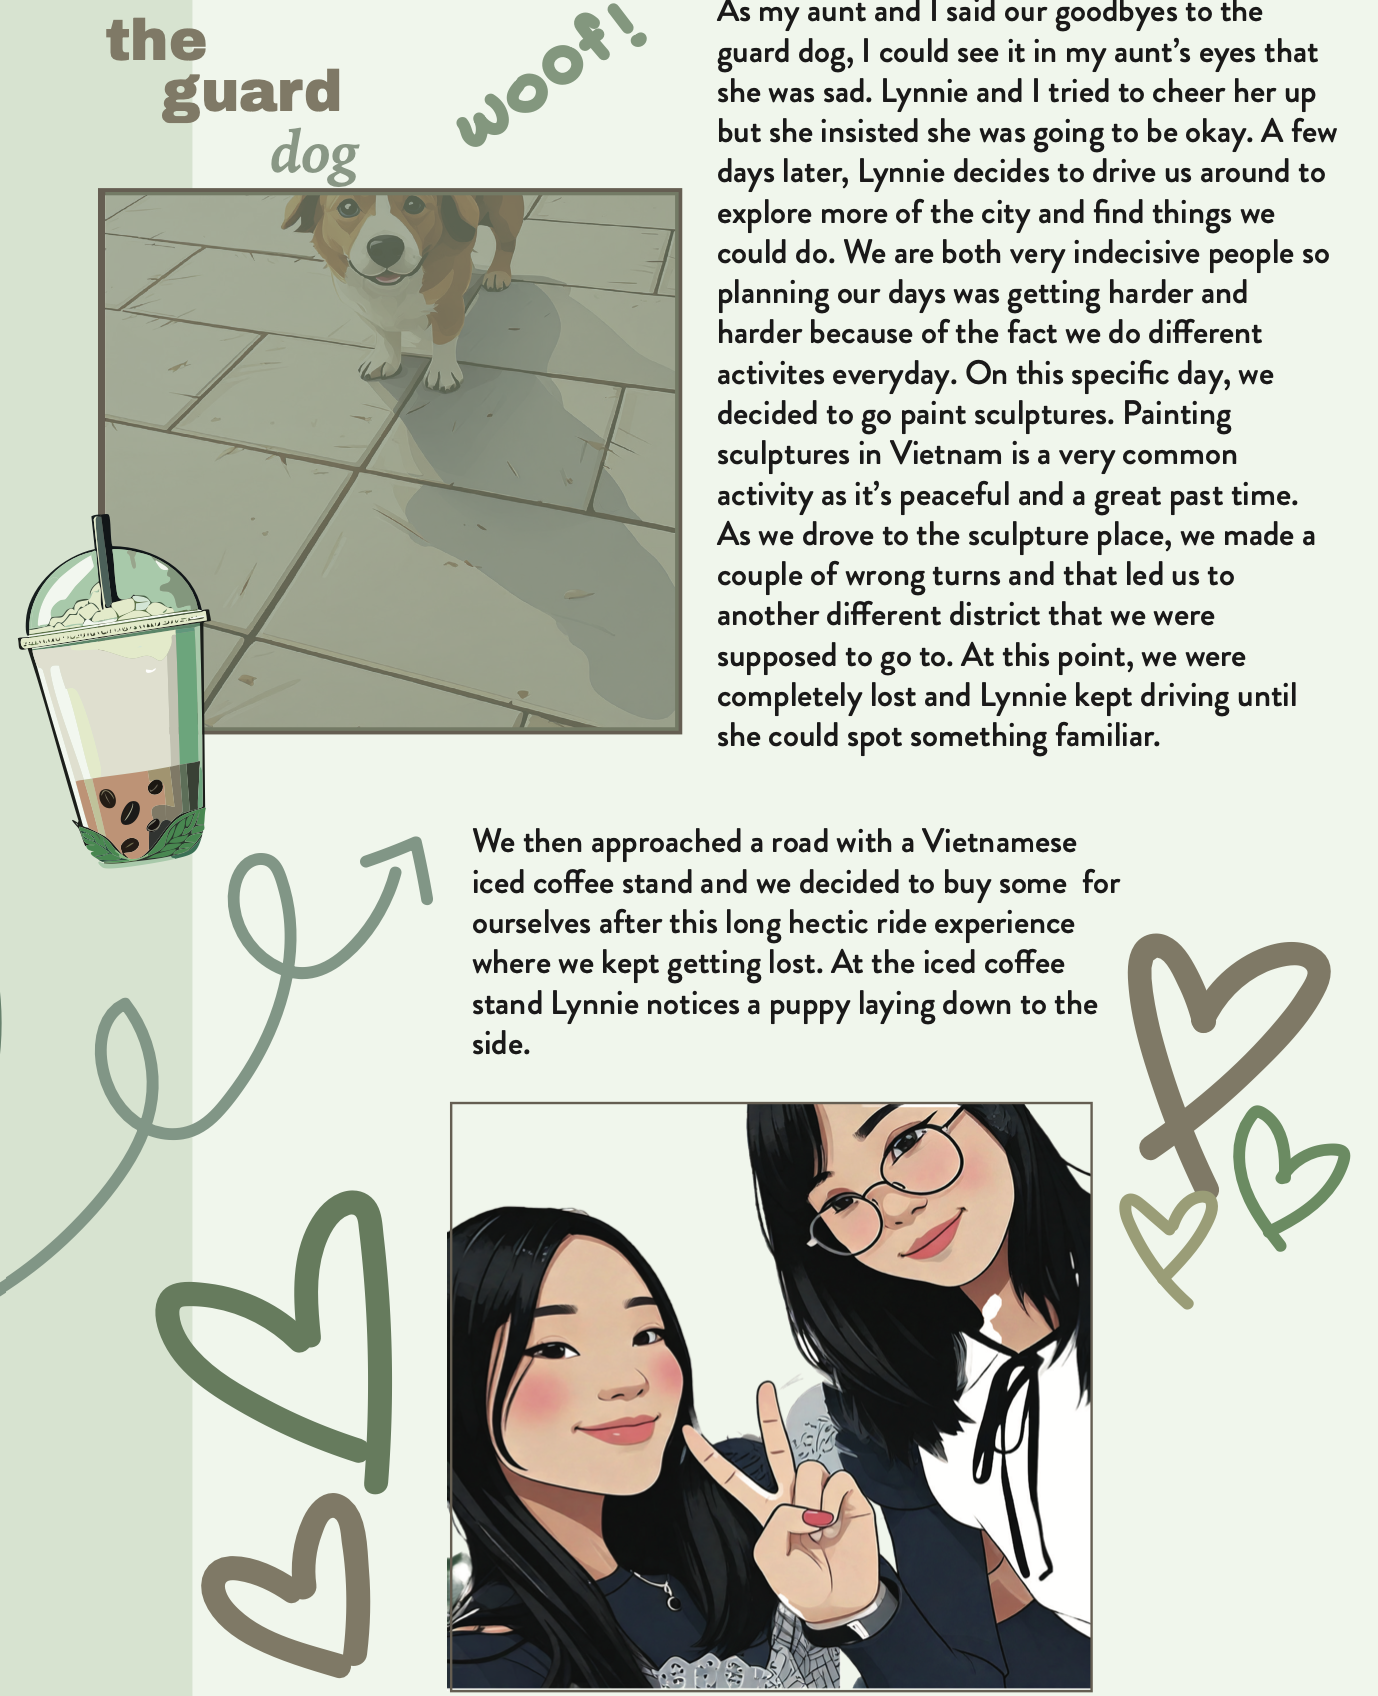 the
guard
dog
woof!
As my aunt and I said our goodbyes to the
guard dog, I could see it in my aunt's eyes that
she was sad. Lynnie and I tried to cheer her up
but she insisted she was going to be okay. A few
days later, Lynnie decides to drive us around to
explore more of the city and find things we
could do. We are both very indecisive people so
planning our days was getting harder and
harder because of the fact we do different
activites everyday. On this specific day, we
decided to go paint sculptures. Painting
sculptures in Vietnam is a very common
activity as it's peaceful and a great past time.
As we drove to the sculpture place, we made a
couple of wrong turns and that led us to
another different district that we were
supposed to go to. At this point, we were
completely lost and Lynnie kept driving until
she could spot something familiar.
We then approached a road with a Vietnamese
iced coffee stand and we decided to buy some  for
ourselves after this long hectic ride experience
where we kept getting lost. At the iced coffee
stand Lynnie notices a puppy laying down to the
side.